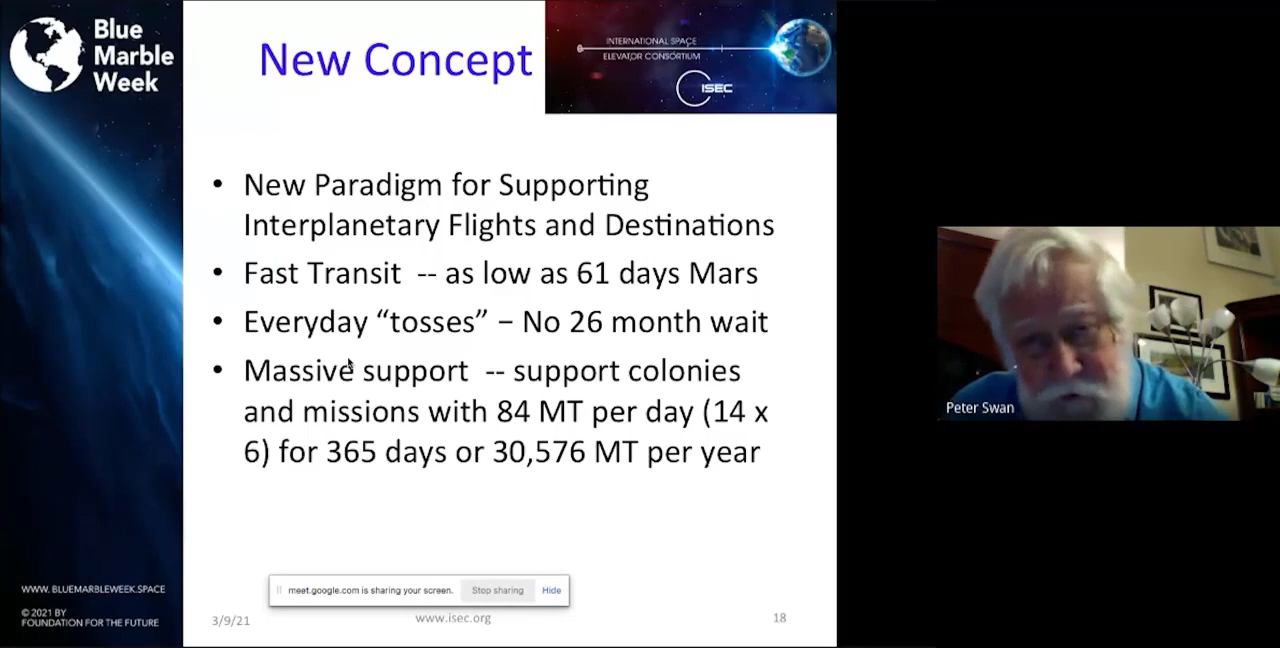 Blue
Marble
Week
New Concept
INTERNATIONAL SPACE
ELEVATOR CONSORTIUM
ISEC
• New Paradigm for Supporting
Interplanetary Flights and Destinations
• Fast Transit -- as low as 61 days Mars
• Everyday “tosses” – No 26 month wait
• Massive support -- support colonies
and missions with 84 MT per day (14 x
6) for 365 days or 30,576 MT per year
Peter Swan
meet.google.com is sharing your screen. Stop sharing Hide
WWW. BLUEMARBLEWEEK.SPACE
© 2021 BY
FOUNDATION FOR THE FUTURE
3/9/21 www.isec.org 18